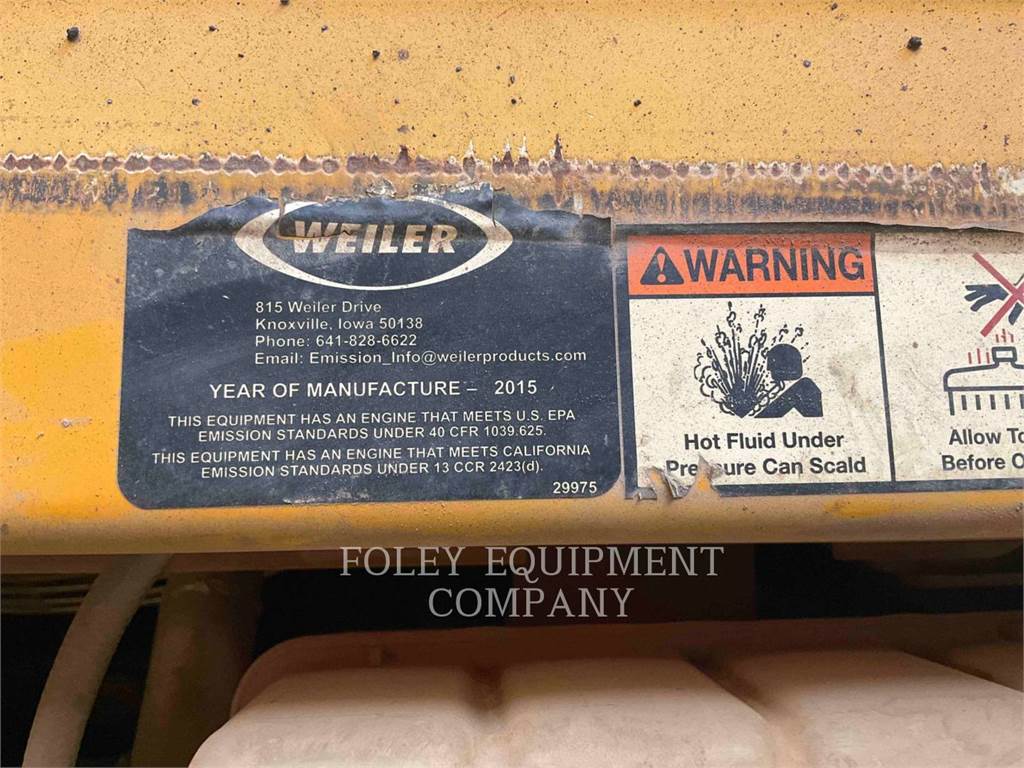 WEILER
815 Weiler Drive
Knoxville, Iowa 50138
Phone: 641-828-6622
Email: Emission_Info@weilerproducts.com
YEAR OF MANUFACTURE – 2015
THIS EQUIPMENT HAS AN ENGINE THAT MEETS U.S. EPA
EMISSION STANDARDS UNDER 40 CFR 1039.625.
THIS EQUIPMENT HAS AN ENGINE THAT MEETS CALIFORNIA
EMISSION STANDARDS UNDER 13 CCR 2423(d).
29975
WARNING
Hot Fluid Under
Pressure Can Scald
Allow To
Before O
FOLEY EQUIPMENT
COMPANY